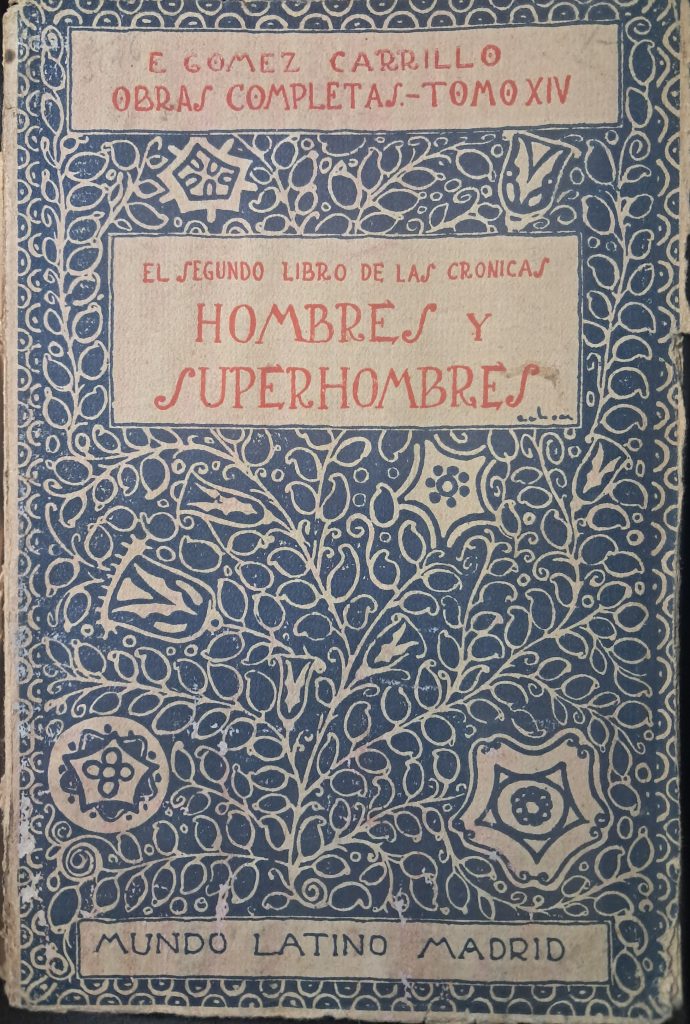 E GOMEZ CARRILLO
OBRAS COMPLETAS.-TOMO XIV
EL SEGUNDO LIBRO DE LAS CRONICAS
HOMBRES Y
SUPERHOMBRES
MUNDO LATINO MADRID